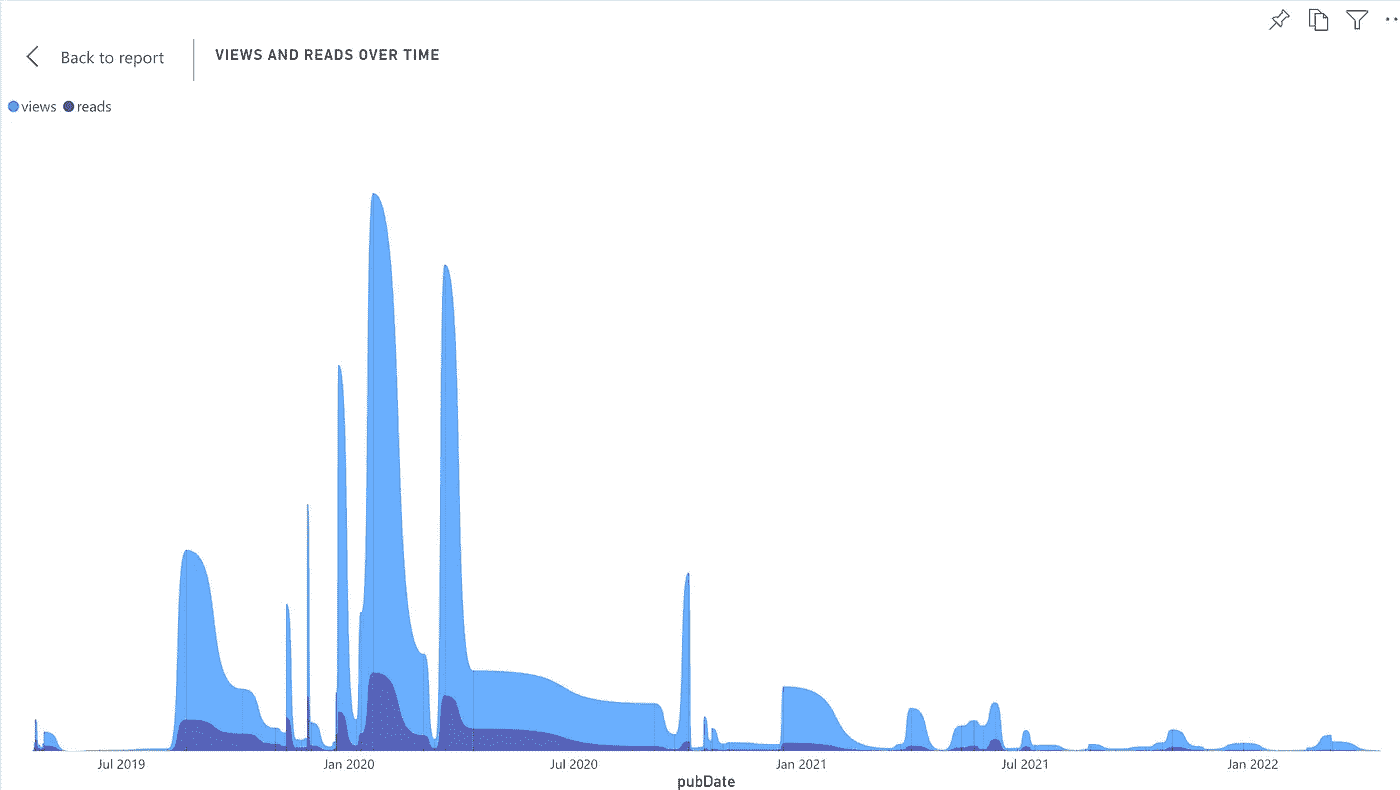 Back to report
VIEWS AND READS OVER TIME
views reads
Jul 2019 Jan 2020 Jul 2020 Jan 2021 Jul 2021 Jan 2022
pubDate